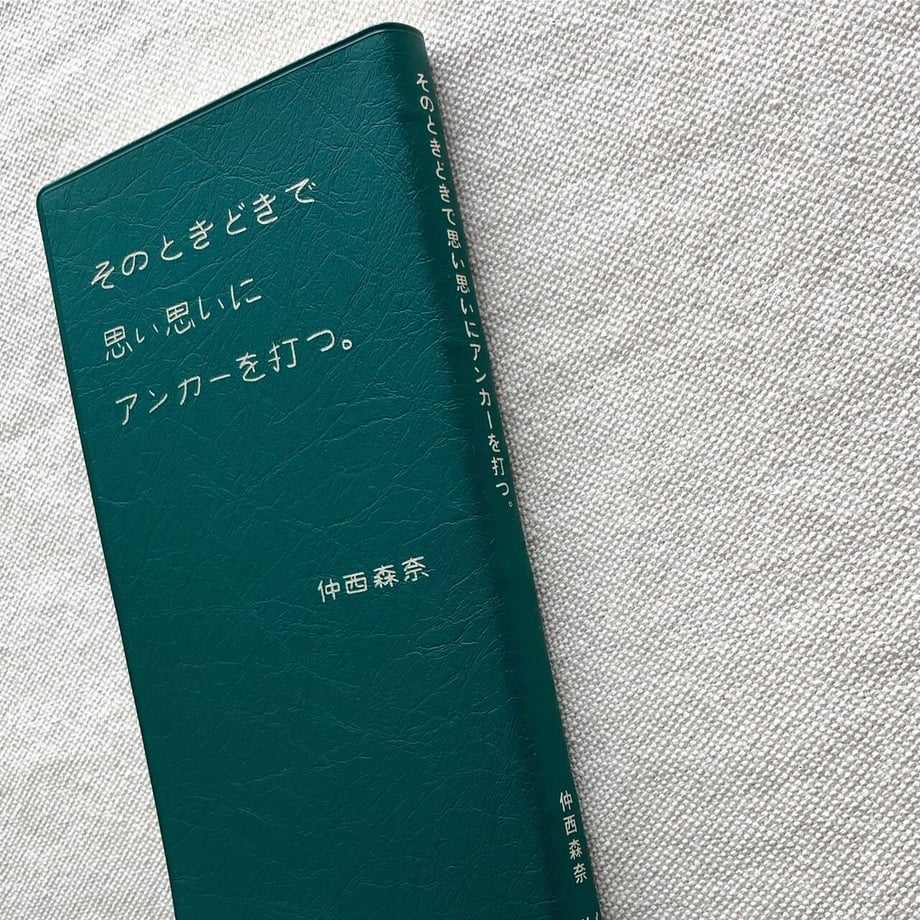 そのときどきで
思い思いに
アンカーを打つ。
仲西森奈
そのときどきで思い思いにアンカーを打つ。
仲西森奈